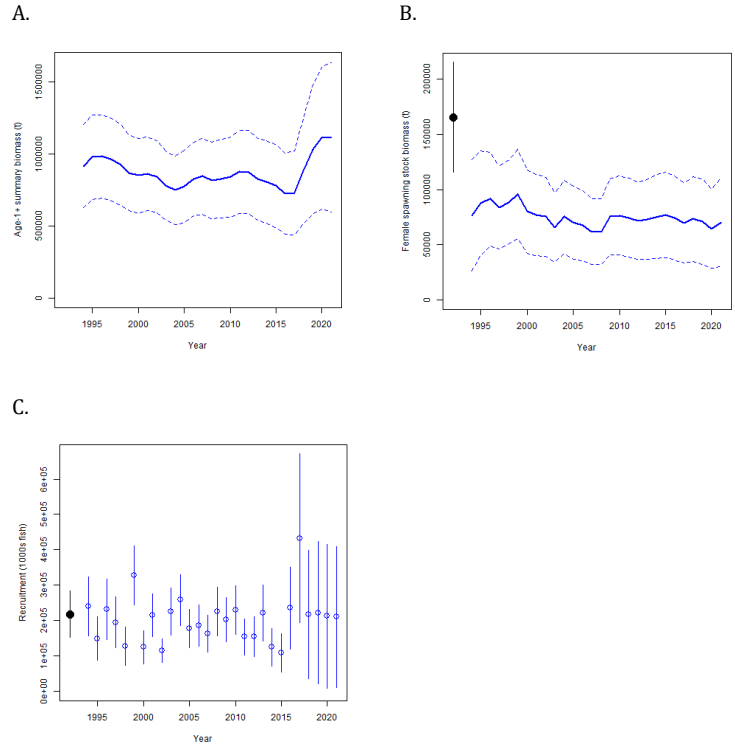 A.
Age-1+ summary biomass (t)
0 500000 1000000 1500000
1995 2000 2005 2010 2015 2020
Year
B.
Female spawning stock biomass (t)
0 50000 100000 150000 200000
1995 2000 2005 2010 2015 2020
Year
C.
Recruitment (1000s fish)
0e+00 1e+05 2e+05 3e+05 4e+05 5e+05 6e+05
1995 2000 2005 2010 2015 2020
Year